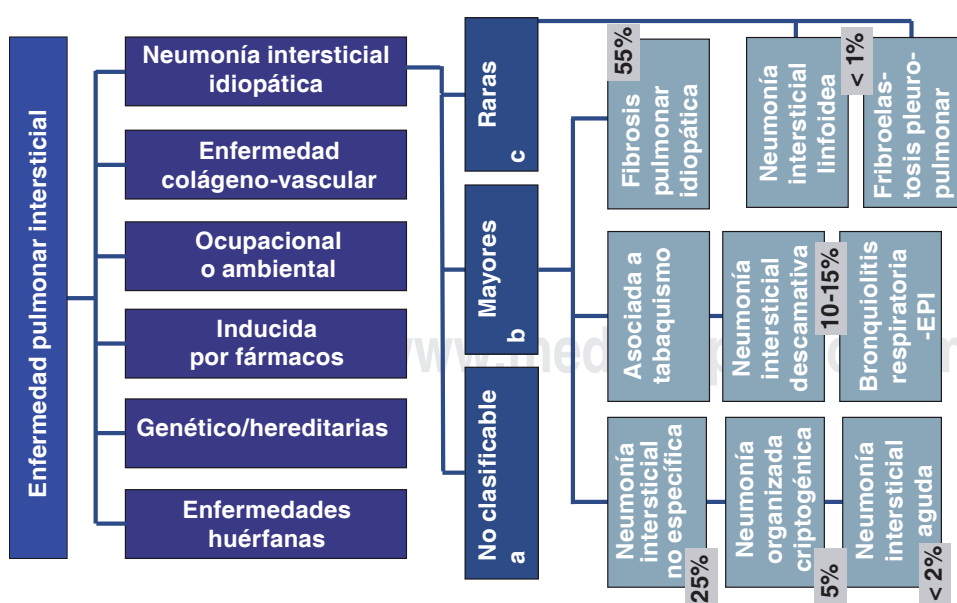 Enfermedad pulmonar intersticial
Neumonía intersticial
idiopática
Enfermedad
colágeno-vascular
Ocupacional
o ambiental
Inducida
por fármacos
Genético/hereditarias
Enfermedades
huérfanas
No clasificable
a
Mayores
b
Raras
c
Neumonía
intersticial
no específica
25%
Neumonía
organizada
criptogénica
5%
Neumonía
intersticial
aguda
< 2%
Asociada a
tabaquismo
Neumonía
intersticial
descamativa
10-15%
Bronquiolitis
respiratoria
-EPI
Fibrosis
pulmonar
idiopática
55%
Neumonía
intersticial
linfoidea
< 1%
Fribroelas-
tosis pleuro-
pulmonar